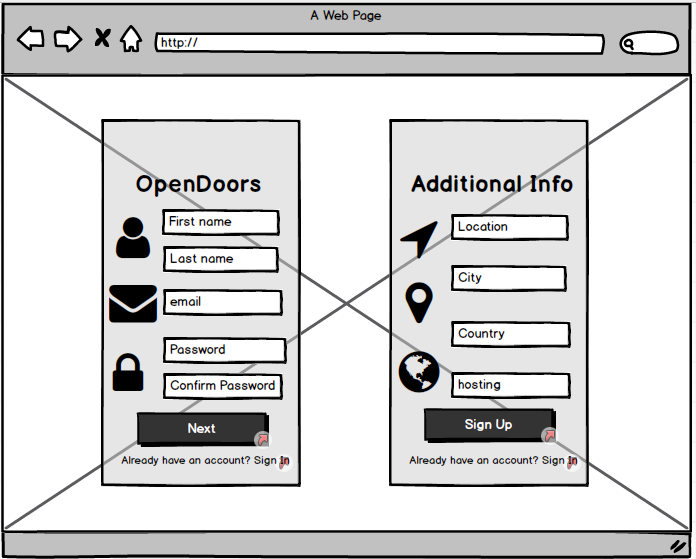 A Web Page
http://
OpenDoors
First name
Last name
email
Password
Confirm Password
Next
Already have an account? Sign In
Additional Info
Location
City
Country
hosting
Sign Up
Already have an account? Sign In